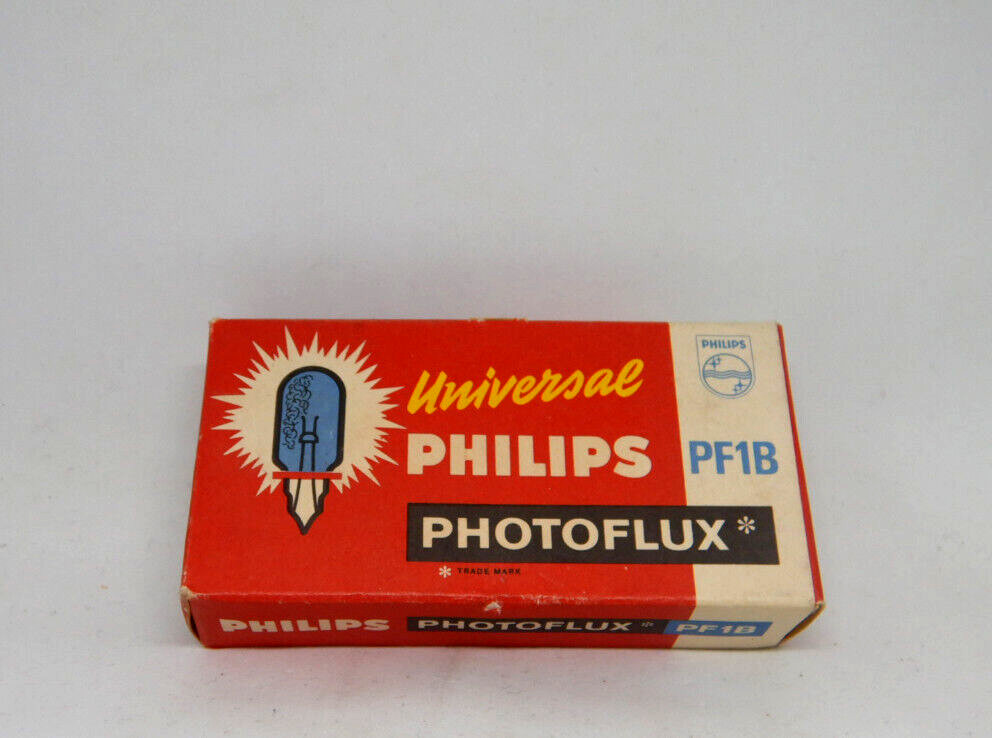 Universal
PHILIPS
PHOTOFLUX*
* TRADE MARK
PHILIPS
PF1B
PHILIPS PHOTOFLUX* PF1B